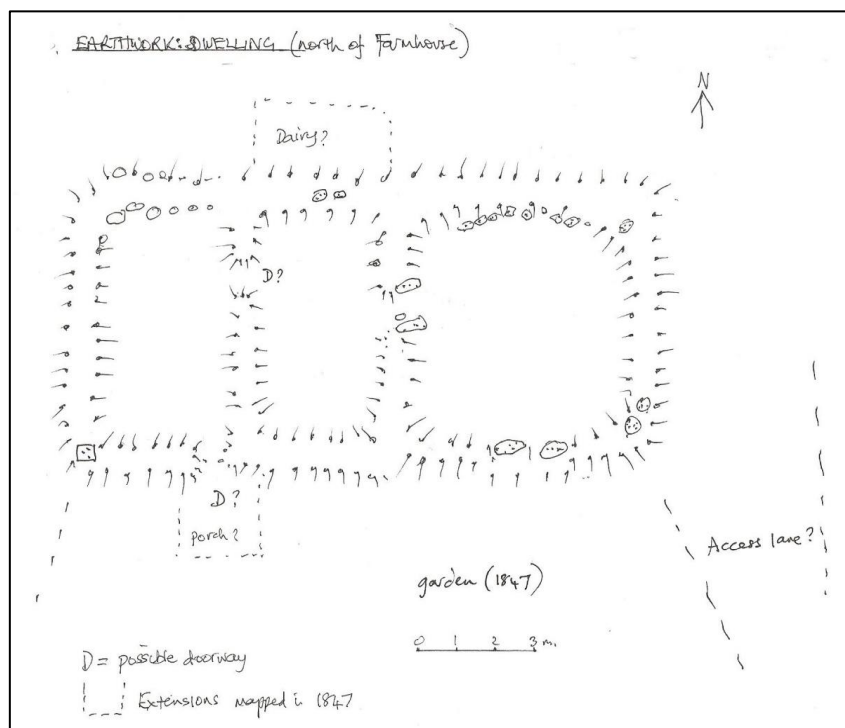 EARTHWORK: DWELLING (north of Farmhouse)
N
Dairy?
D?
D?
Porch?
Access lane?
garden (1847)
0 1 2 3 m.
D = possible doorway
Extensions mapped in 1847